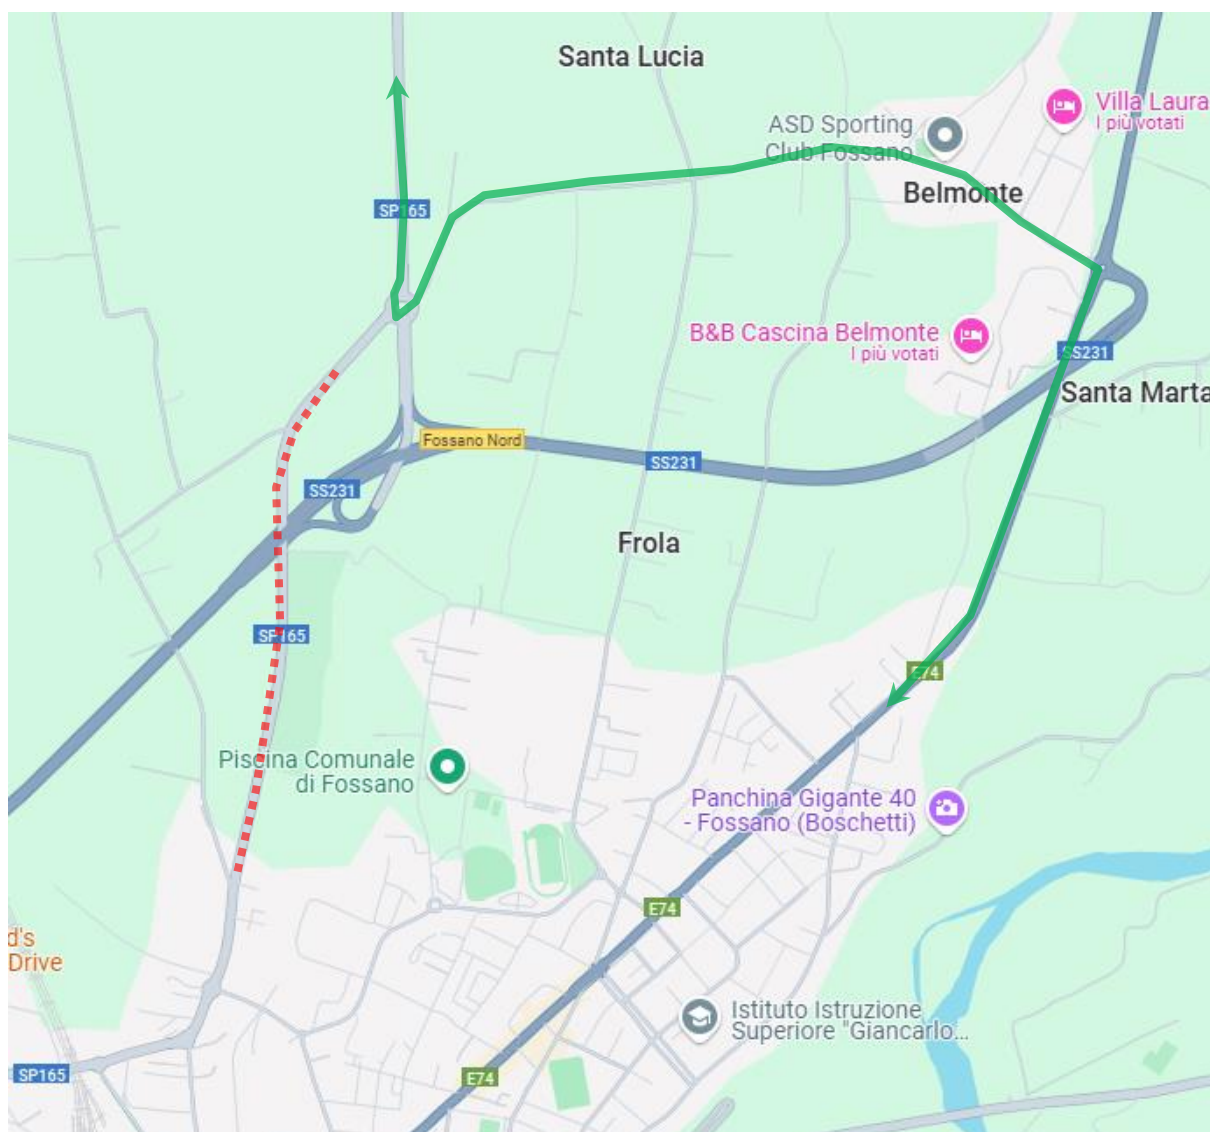 Santa Lucia
Villa Laura
I più votati
ASD Sporting
Club Fossano
Belmonte
SP165
B&B Cascina Belmonte
I più votati
SS231
Santa Marta
Fossano Nord
SS231
SS231
Frola
SP165
E74
Piscina Comunale
di Fossano
Panchina Gigante 40
- Fossano (Boschetti)
E74
d's
Drive
Istituto Istruzione
Superiore "Giancarlo...
SP165
E74